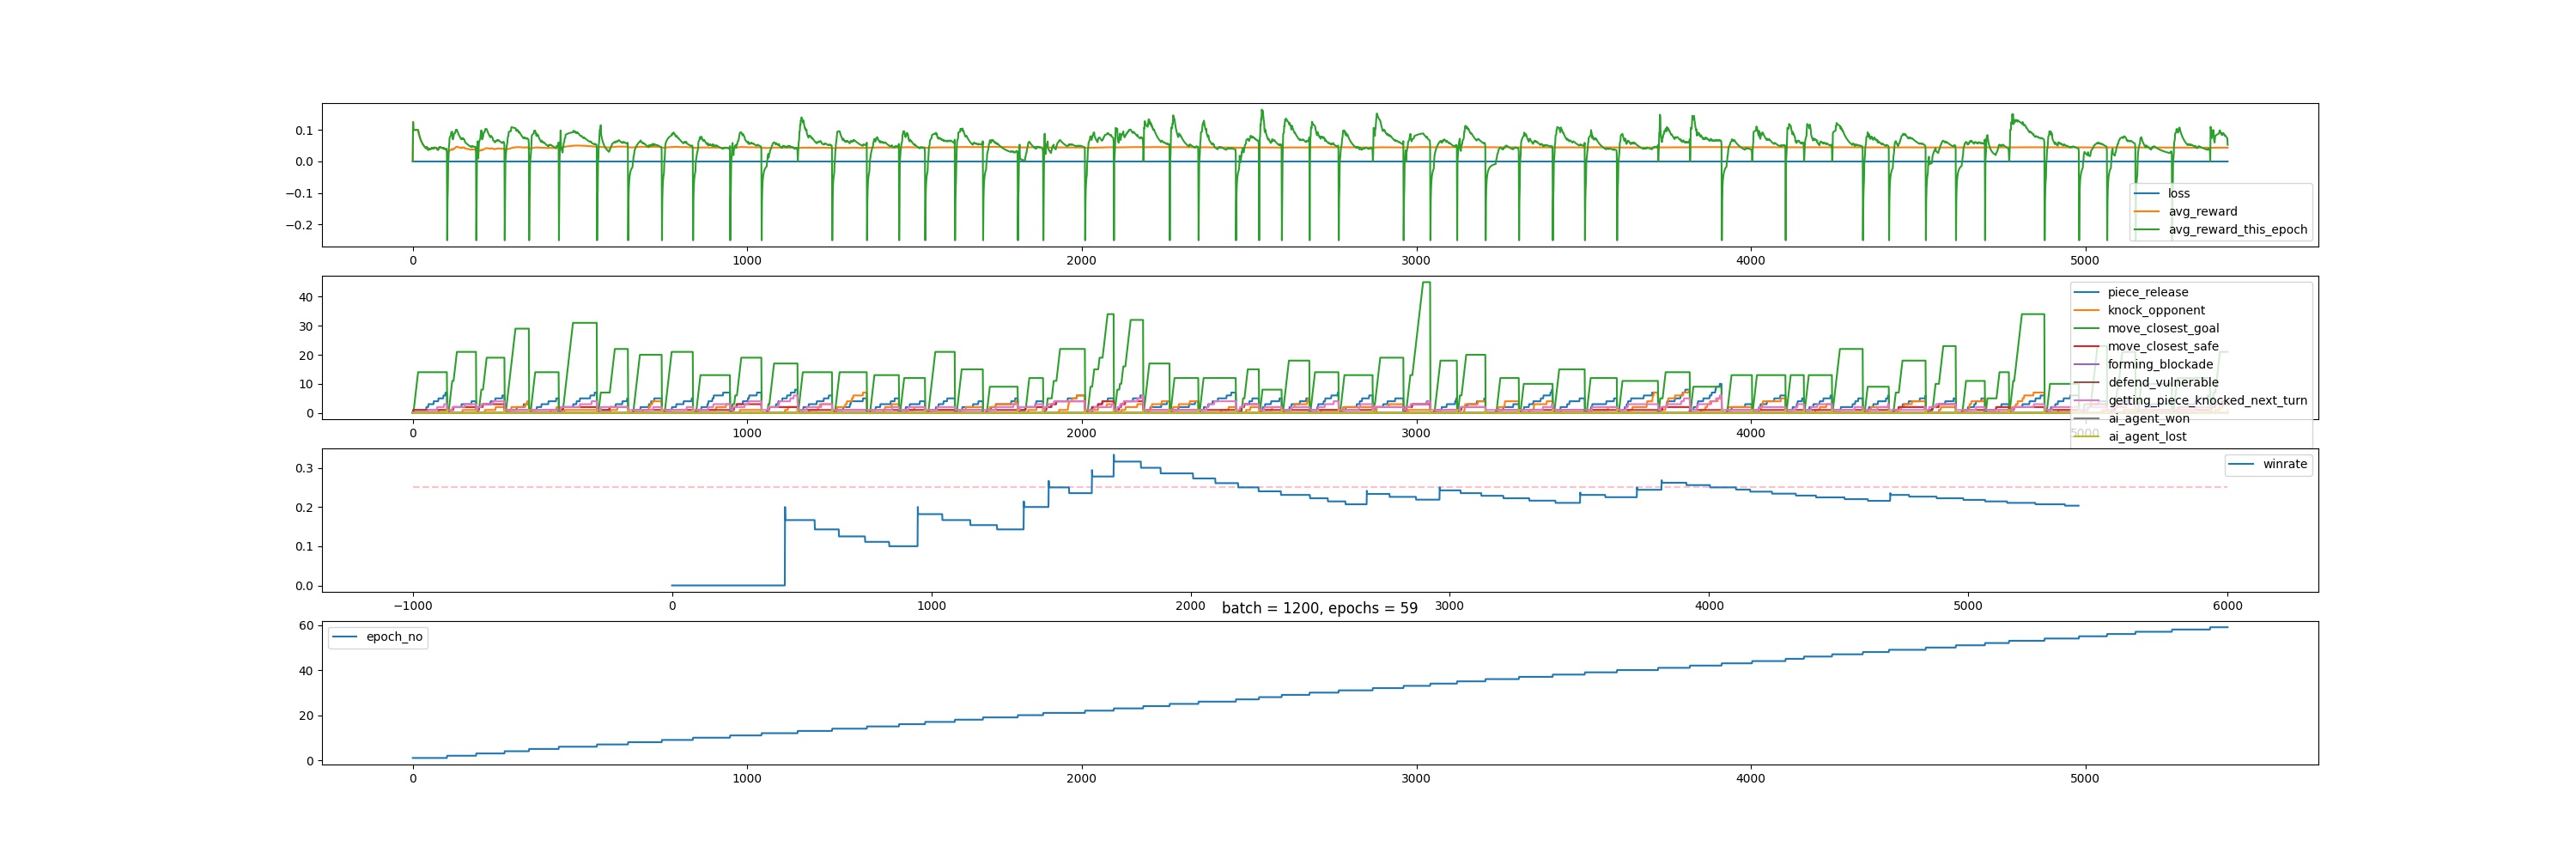 0.1
0.0
−0.1
−0.2
loss
avg_reward
avg_reward_this_epoch
0 1000 2000 3000 4000 5000
40
30
20
10
0
piece_release
knock_opponent
move_closest_goal
move_closest_safe
forming_blockade
defend_vulnerable
getting_piece_knocked_next_turn
ai_agent_won
ai_agent_lost
0 1000 2000 3000 4000 5000
0.3
0.2
0.1
0.0
winrate
−1000 0 1000 2000 3000 4000 5000 6000
batch = 1200, epochs = 59
60
40
20
0
epoch_no
0 1000 2000 3000 4000 5000